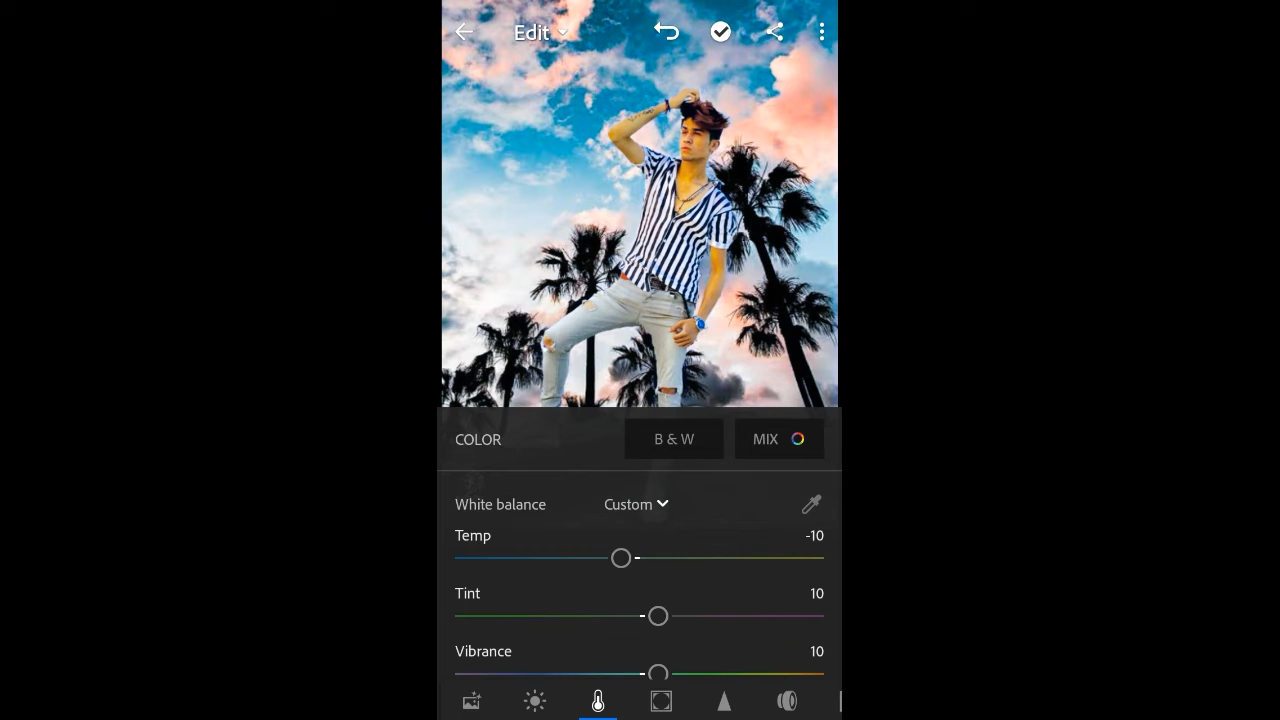 Edit
COLOR
B & W
MIX
White balance
Custom
Temp
-10
Tint
10
Vibrance
10